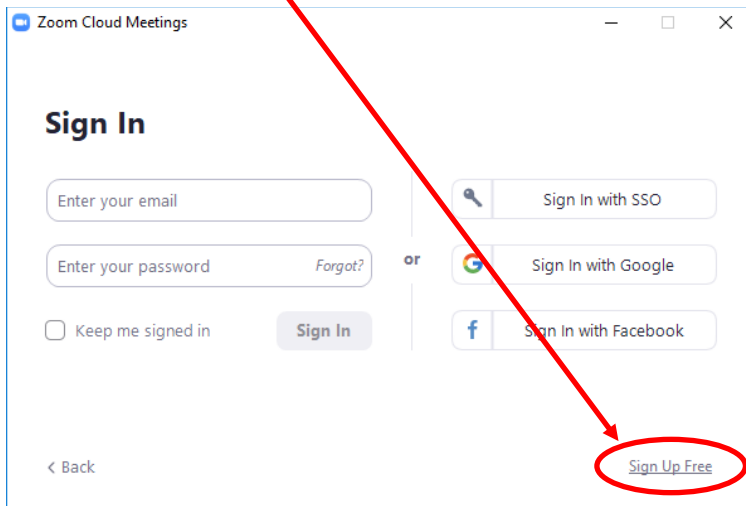 Zoom Cloud Meetings
Sign In
Enter your email
Enter your password
Forgot?
Keep me signed in
Sign In
or
Sign In with SSO
Sign In with Google
Sign In with Facebook
< Back
Sign Up Free